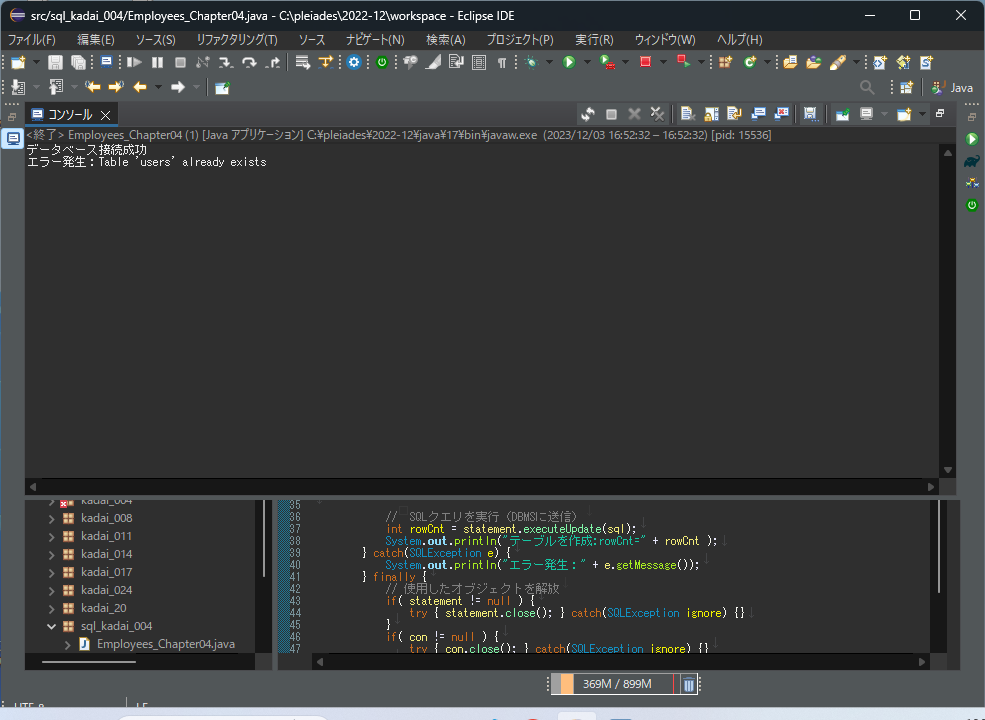 src/sql_kadai_004/Employees_Chapter04.java - C:\pleiades\2022-12\workspace - Eclipse IDE
ファイル(F) 編集(E) ソース(S) リファクタリング(T) ソース ナビゲート(N) 検索(A) プロジェクト(P) 実行(R) ウインドウ(W) ヘルプ(H)
Java
コンソール
<終了> Employees_Chapter04 (1) [Java アプリケーション] C:¥pleiades¥2022-12¥java¥17¥bin¥javaw.exe (2023/12/03 16:52:32 – 16:52:32) [pid: 15536]
データベース接続成功
エラー発生：Table 'users' already exists
kadai_004
kadai_008
kadai_011
kadai_014
kadai_017
kadai_024
kadai_20
sql_kadai_004
Employees_Chapter04.java
35
36 // SQLクエリを実行（DBMSに送信）
37 int rowCnt = statement.executeUpdate(sql);
38 System.out.println("テーブルを作成:rowCnt=" + rowCnt );
39 } catch(SQLException e) {
40 System.out.println("エラー発生：" + e.getMessage());
41 } finally {
42 // 使用したオブジェクトを解放
43 if( statement != null ) {
44 try { statement.close(); } catch(SQLException ignore) {}
45 }
46 if( con != null ) {
47 try { con.close(); } catch(SQLException ignore) {}
369M / 899M